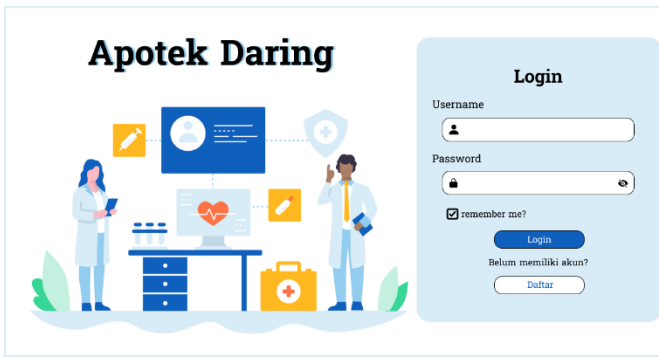 Apotek Daring
Login
Username
Password
remember me?
Login
Belum memiliki akun?
Daftar